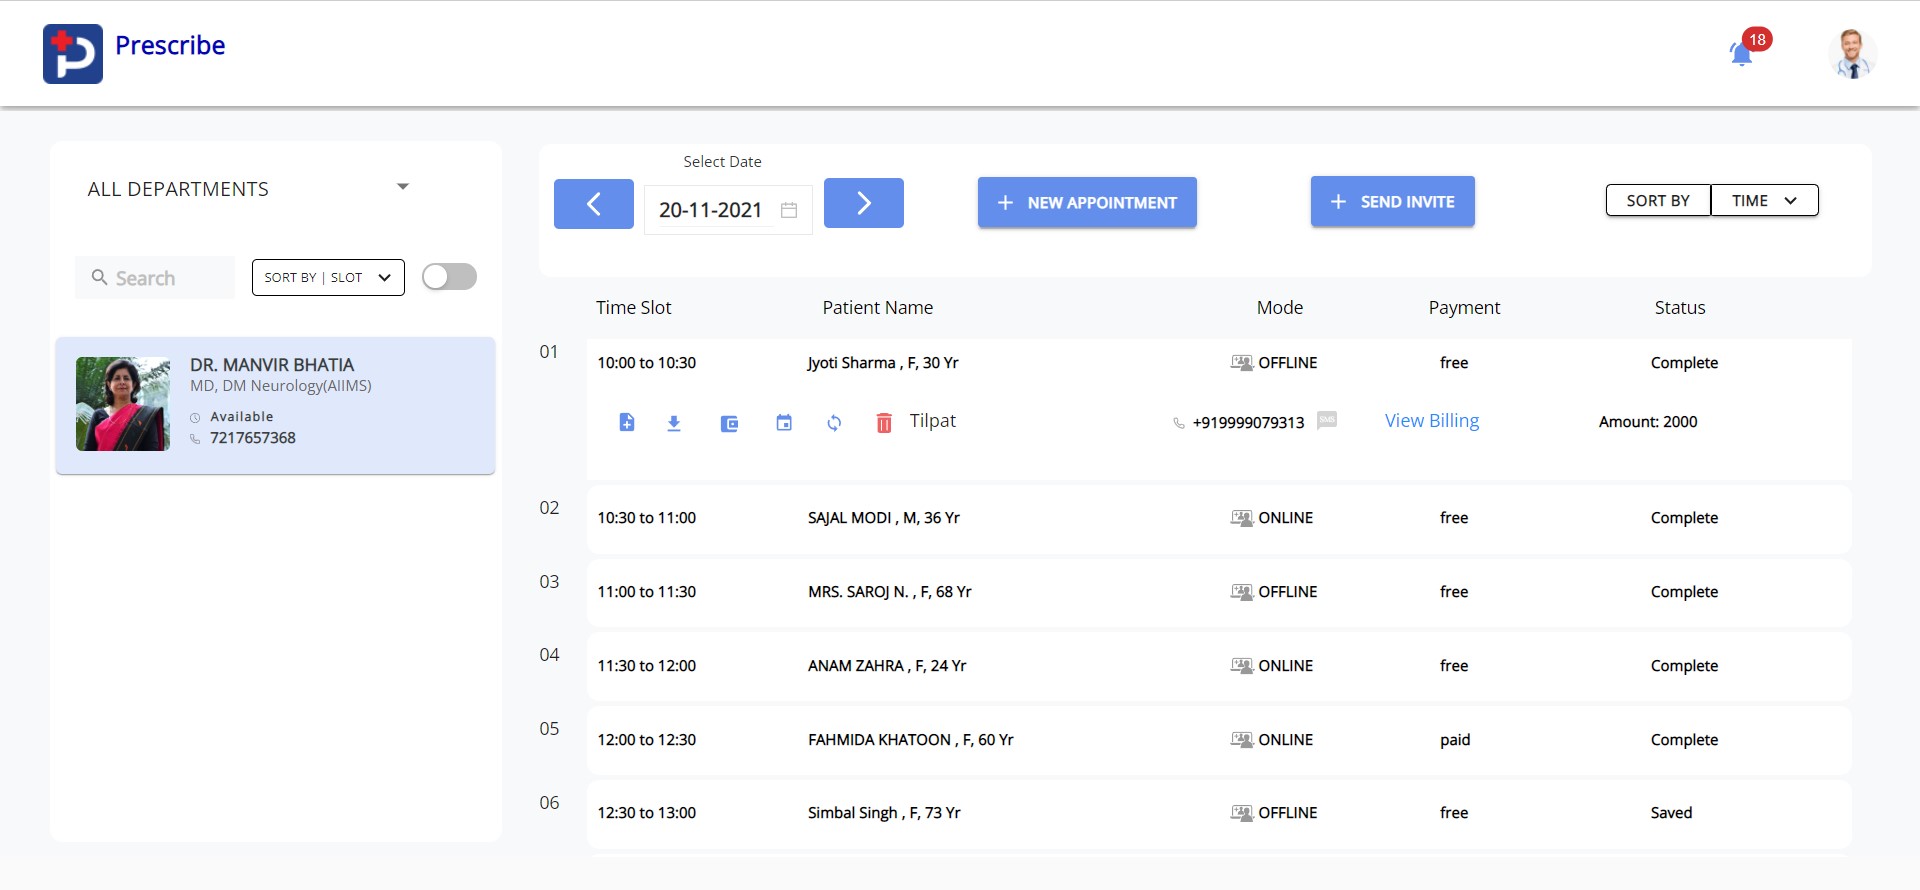 Prescribe
18
ALL DEPARTMENTS
Search
SORT BY | SLOT
DR. MANVIR BHATIA
MD, DM Neurology(AIIMS)
Available
7217657368
Select Date
20-11-2021
+ NEW APPOINTMENT
+ SEND INVITE
SORT BY TIME
Time Slot Patient Name Mode Payment Status
01 10:00 to 10:30 Jyoti Sharma , F, 30 Yr OFFLINE free Complete
Tilpat +919999079313 SMS View Billing Amount: 2000
02 10:30 to 11:00 SAJAL MODI , M, 36 Yr ONLINE free Complete
03 11:00 to 11:30 MRS. SAROJ N. , F, 68 Yr OFFLINE free Complete
04 11:30 to 12:00 ANAM ZAHRA , F, 24 Yr ONLINE free Complete
05 12:00 to 12:30 FAHMIDA KHATOON , F, 60 Yr ONLINE paid Complete
06 12:30 to 13:00 Simbal Singh , F, 73 Yr OFFLINE free Saved